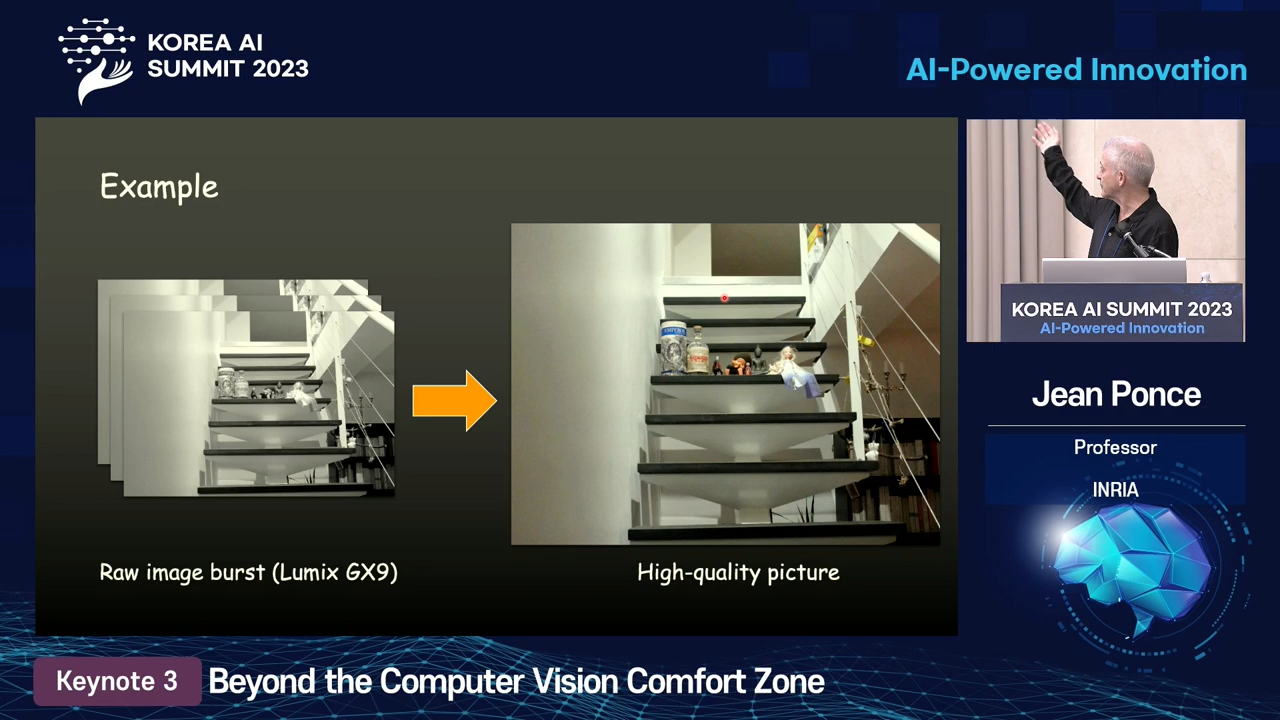 KOREA AI
SUMMIT 2023
AI-Powered Innovation
Example
Raw image burst (Lumix GX9)
High-quality picture
KOREA AI SUMMIT 2023
AI-Powered Innovation
Jean Ponce
Professor
INRIA
Keynote 3
Beyond the Computer Vision Comfort Zone